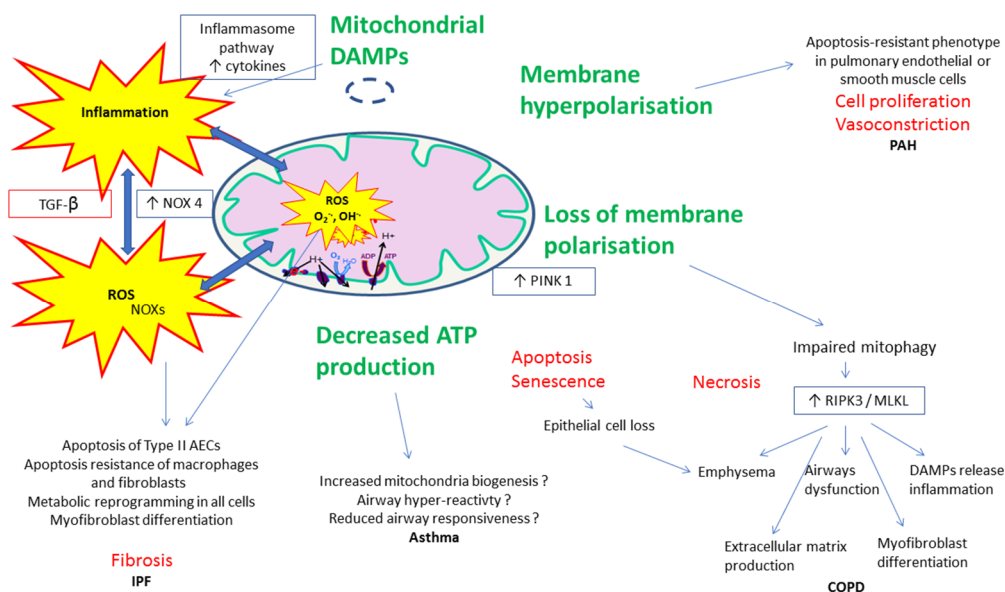 Inflammasome
pathway
↑ cytokines
Mitochondrial
DAMPs
Membrane
hyperpolarisation
Apoptosis-resistant phenotype
in pulmonary endothelial or
smooth muscle cells
Cell proliferation
Vasoconstriction
PAH
Inflammation
TGF-β
↑ NOX 4
ROS
O2·-, OH·-
H+
H+
O2
H2O
ADP
ATP
Loss of membrane
polarisation
↑ PINK 1
ROS
NOXs
Decreased ATP
production
Apoptosis
Senescence
Epithelial cell loss
Necrosis
Impaired mitophagy
↑ RIPK3 / MLKL
Emphysema
Airways
dysfunction
DAMPs release
inflammation
Extracellular matrix
production
Myofibroblast
differentiation
COPD
Apoptosis of Type II AECs
Apoptosis resistance of macrophages
and fibroblasts
Metabolic reprogramming in all cells
Myofibroblast differentiation
Fibrosis
IPF
Increased mitochondria biogenesis ?
Airway hyper-reactivty ?
Reduced airway responsiveness ?
Asthma